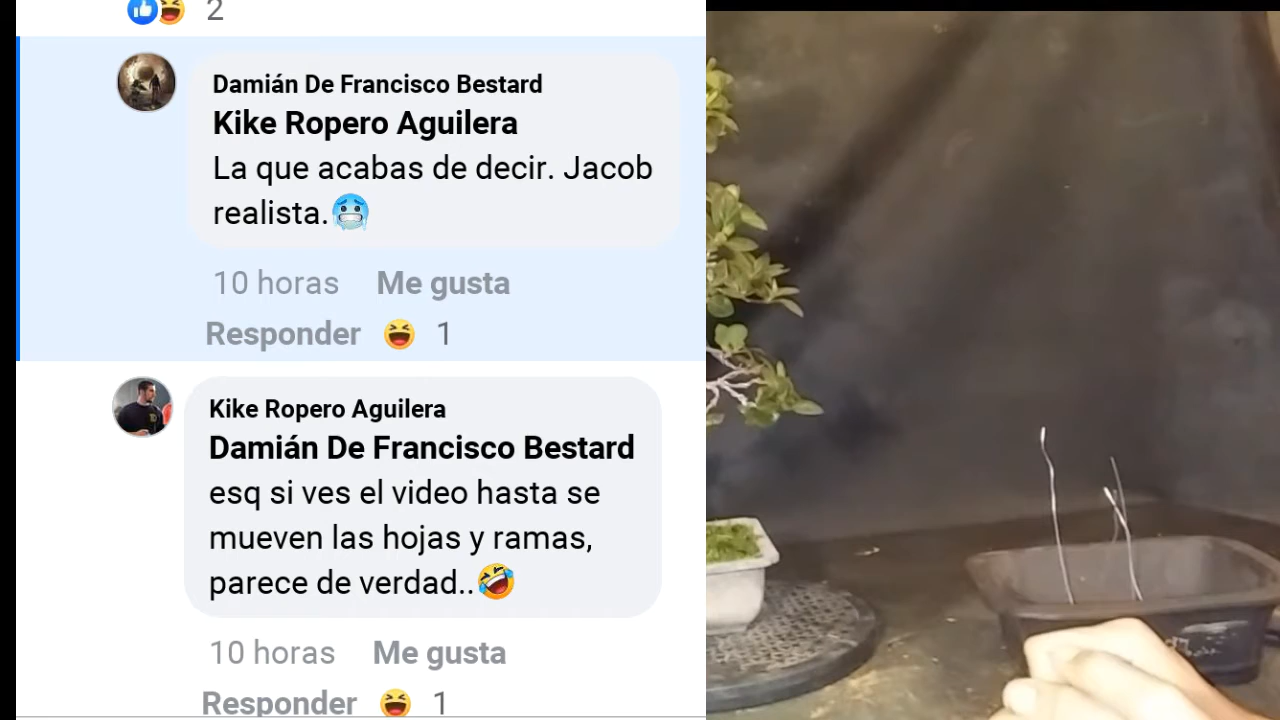 2
Damián De Francisco Bestard
Kike Ropero Aguilera
La que acabas de decir. Jacob
realista.🥶
10 horas Me gusta
Responder 😆 1
Kike Ropero Aguilera
Damián De Francisco Bestard
esq si ves el video hasta se
mueven las hojas y ramas,
parece de verdad..🤣
10 horas Me gusta
Responder 😆 1